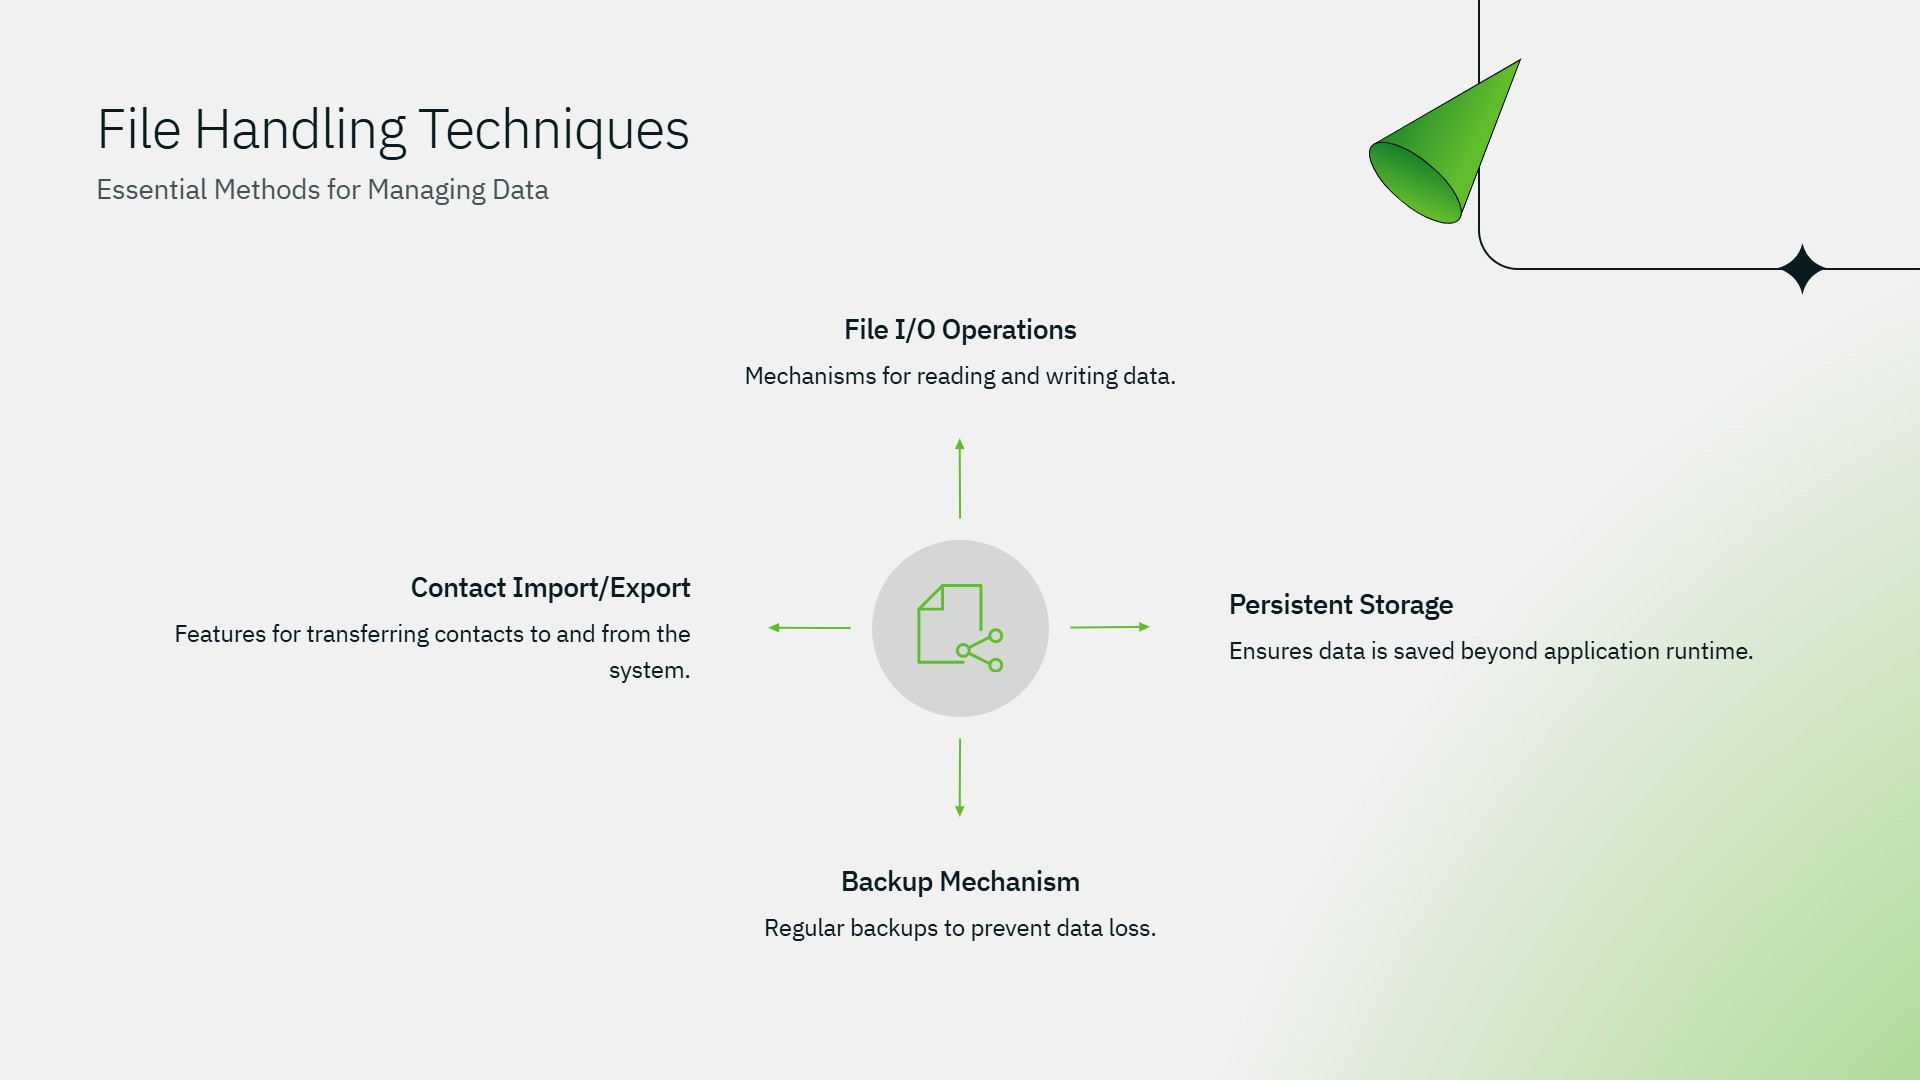 File Handling Techniques
Essential Methods for Managing Data
File I/O Operations
Mechanisms for reading and writing data.
Contact Import/Export
Features for transferring contacts to and from the
system.
Persistent Storage
Ensures data is saved beyond application runtime.
Backup Mechanism
Regular backups to prevent data loss.